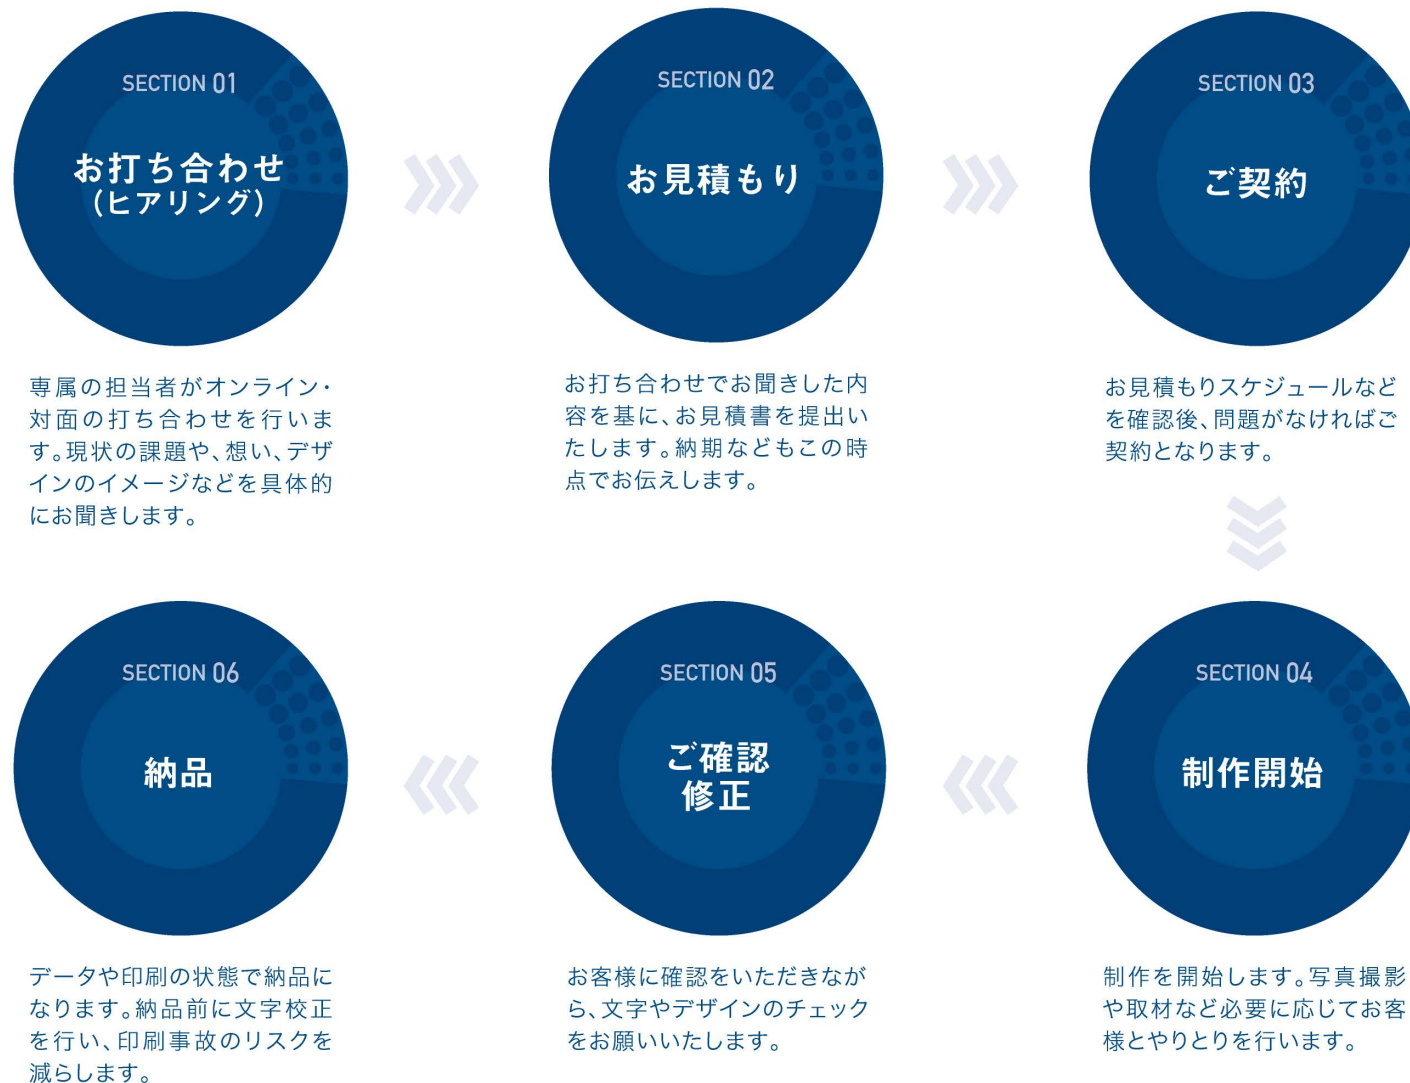 SECTION 01
お打ち合わせ
(ヒアリング)
専属の担当者がオンライン・
対面の打ち合わせを行いま
す。現状の課題や、想い、デザ
インのイメージなどを具体的
にお聞きします。
SECTION 02
お見積もり
お打ち合わせでお聞きした内
容を基に、お見積書を提出い
たします。納期などもこの時
点でお伝えします。
SECTION 03
ご契約
お見積もりスケジュールなど
を確認後、問題がなければご
契約となります。
SECTION 04
制作開始
制作を開始します。写真撮影
や取材など必要に応じてお客
様とやりとりを行います。
SECTION 05
ご確認
修正
お客様に確認をいただきなが
ら、文字やデザインのチェック
をお願いいたします。
SECTION 06
納品
データや印刷の状態で納品に
なります。納品前に文字校正
を行い、印刷事故のリスクを
減らします。